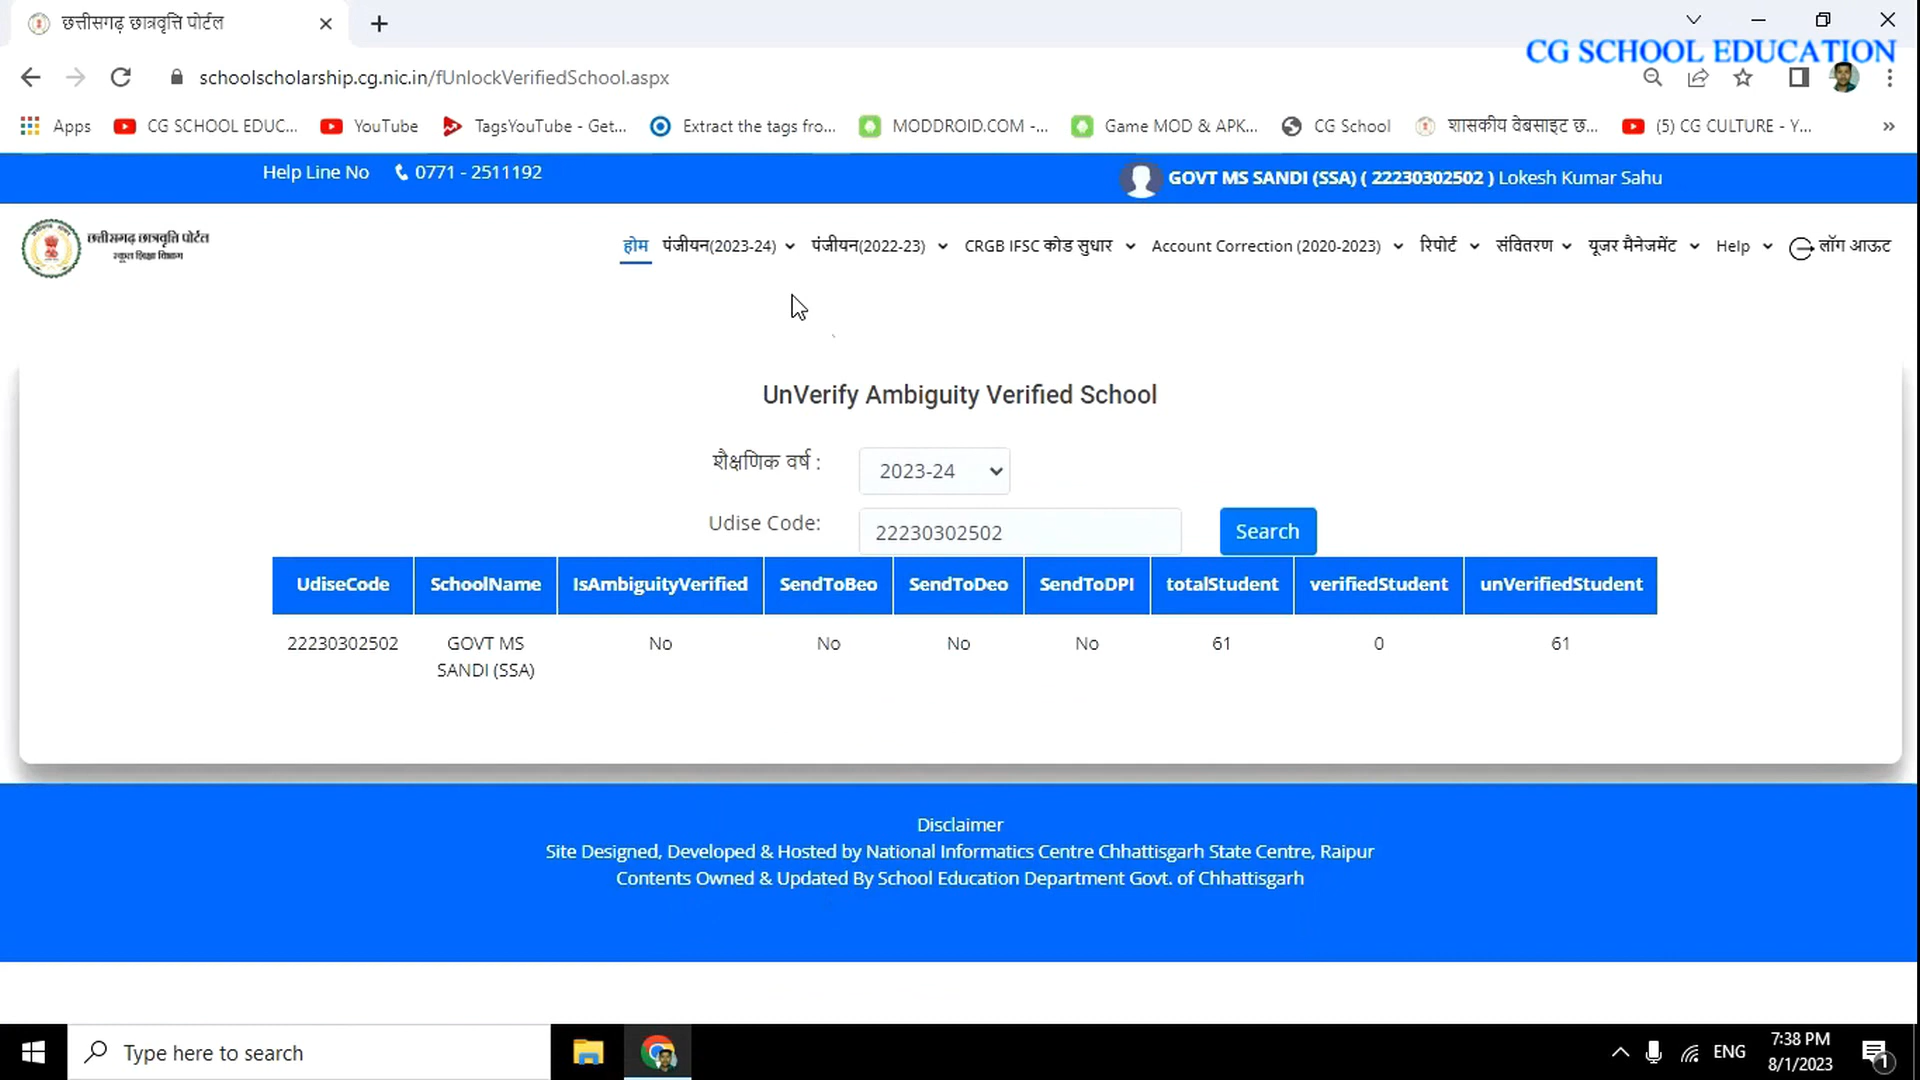 छत्तीसगढ़ छात्रवृत्ति पोर्टल
CG SCHOOL EDUCATION
schoolscholarship.cg.nic.in/fUnlockVerifiedSchool.aspx
Apps CG SCHOOL EDUC... YouTube TagsYouTube - Get... Extract the tags fro... MODDROID.COM -... Game MOD & APK... CG School शासकीय वेबसाइट छ... (5) CG CULTURE - Y... »
Help Line No 0771 - 2511192 GOVT MS SANDI (SSA) ( 22230302502 ) Lokesh Kumar Sahu
छत्तीसगढ़ छात्रवृत्ति पोर्टल
स्कूल शिक्षा विभाग
होम पंजीयन(2023-24) पंजीयन(2022-23) CRGB IFSC कोड सुधार Account Correction (2020-2023) रिपोर्ट संवितरण यूजर मैनेजमेंट Help लॉग आऊट
UnVerify Ambiguity Verified School
शैक्षणिक वर्ष : 2023-24
Udise Code: 22230302502 Search
UdiseCode SchoolName IsAmbiguityVerified SendToBeo SendToDeo SendToDPI totalStudent verifiedStudent unVerifiedStudent
22230302502 GOVT MS No No No No 61 0 61
SANDI (SSA)
Disclaimer
Site Designed, Developed & Hosted by National Informatics Centre Chhattisgarh State Centre, Raipur
Contents Owned & Updated By School Education Department Govt. of Chhattisgarh
Type here to search
ENG
7:38 PM
8/1/2023
1